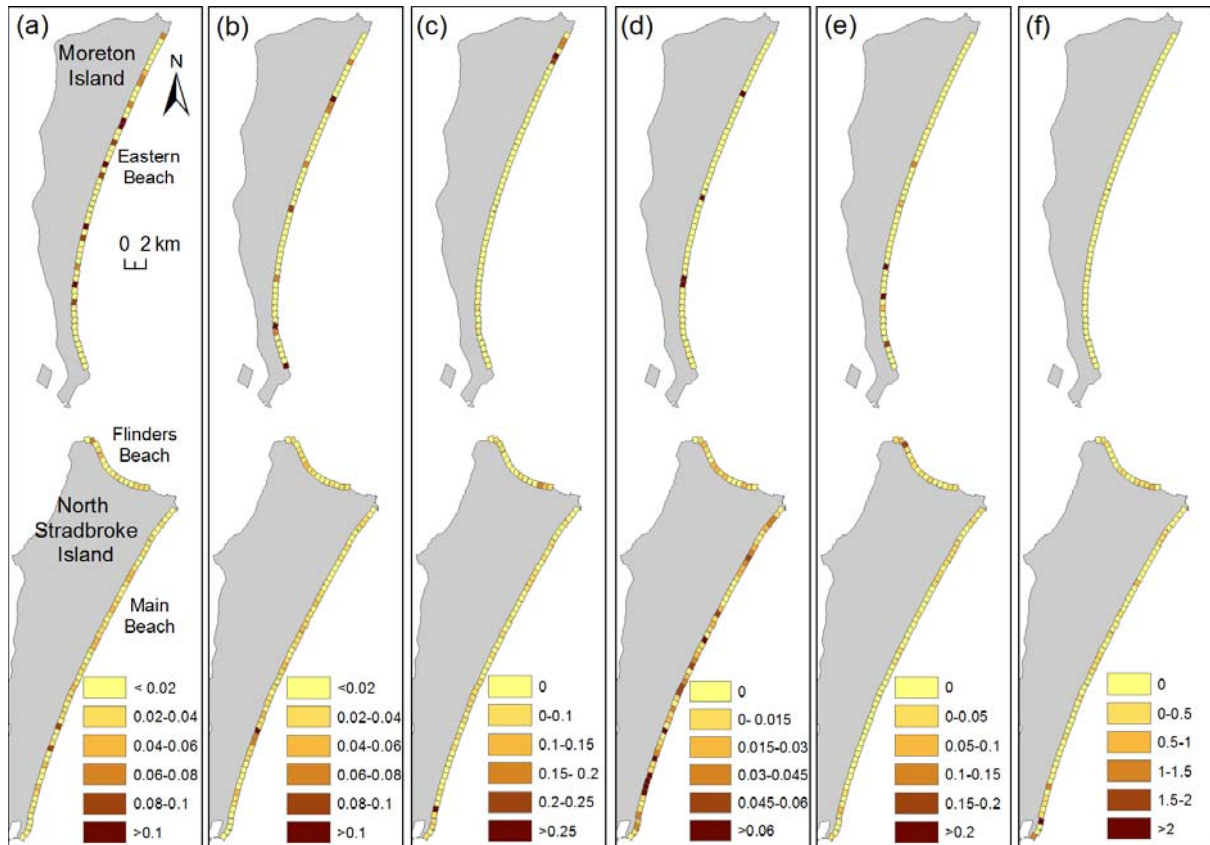 (a)
Moreton
Island
N
Eastern
Beach
0 2 km
Flinders
Beach
North
Stradbroke
Island
Main
Beach
< 0.02
0.02-0.04
0.04-0.06
0.06-0.08
0.08-0.1
>0.1
(b)
<0.02
0.02-0.04
0.04-0.06
0.06-0.08
0.08-0.1
>0.1
(c)
0
0-0.1
0.1-0.15
0.15- 0.2
0.2-0.25
>0.25
(d)
0
0- 0.015
0.015-0.03
0.03-0.045
0.045-0.06
>0.06
(e)
0
0-0.05
0.05-0.1
0.1-0.15
0.15-0.2
>0.2
(f)
0
0-0.5
0.5-1
1-1.5
1.5-2
>2